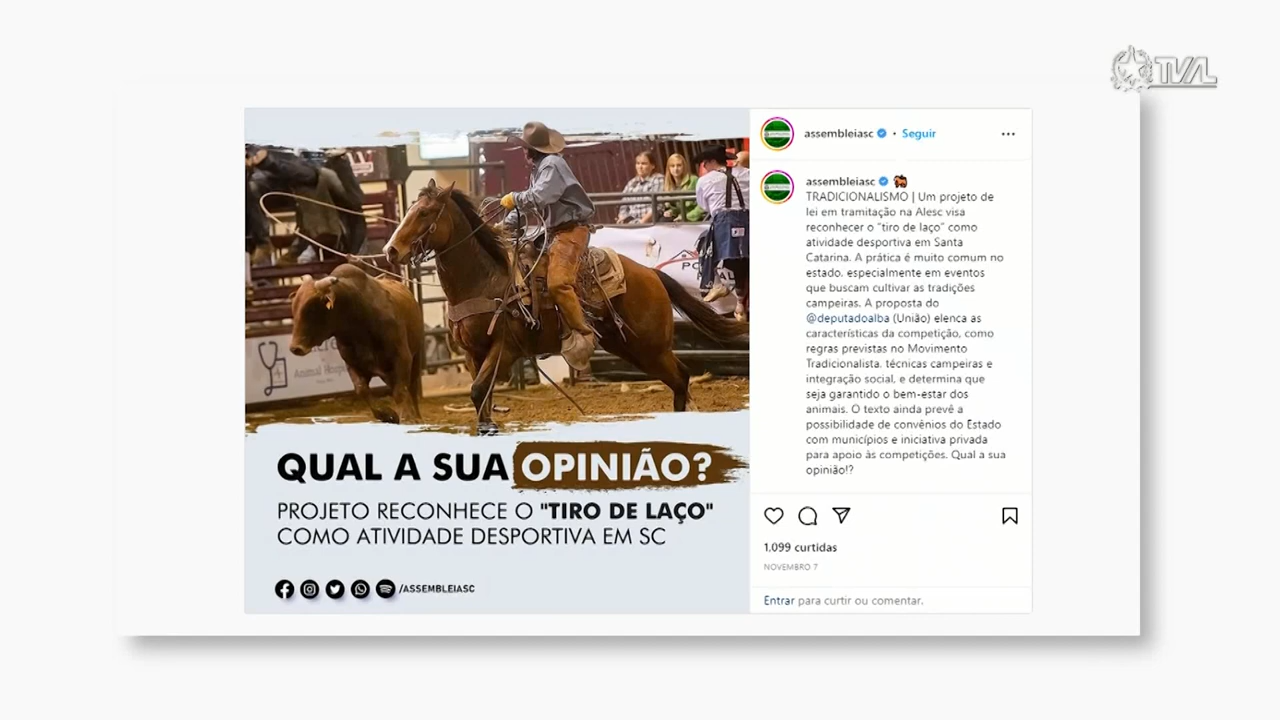 TVAL
QUAL A SUA OPINIÃO?
PROJETO RECONHECE O "TIRO DE LAÇO"
COMO ATIVIDADE DESPORTIVA EM SC
/ASSEMBLEIASC
assembleiasc • Seguir
assembleiasc
TRADICIONALISMO | Um projeto de
lei em tramitação na Alesc visa
reconhecer o "tiro de laço" como
atividade desportiva em Santa
Catarina. A prática é muito comum no
estado, especialmente em eventos
que buscam cultivar as tradições
campeiras. A proposta do
@deputadoalba (União) elenca as
características da competição, como
regras previstas no Movimento
Tradicionalista, técnicas campeiras e
integração social, e determina que
seja garantido o bem-estar dos
animais. O texto ainda prevê a
possibilidade de convênios do Estado
com municípios e iniciativa privada
para apoio às competições. Qual a sua
opinião!?
1.099 curtidas
NOVEMBRO 7
Entrar para curtir ou comentar.